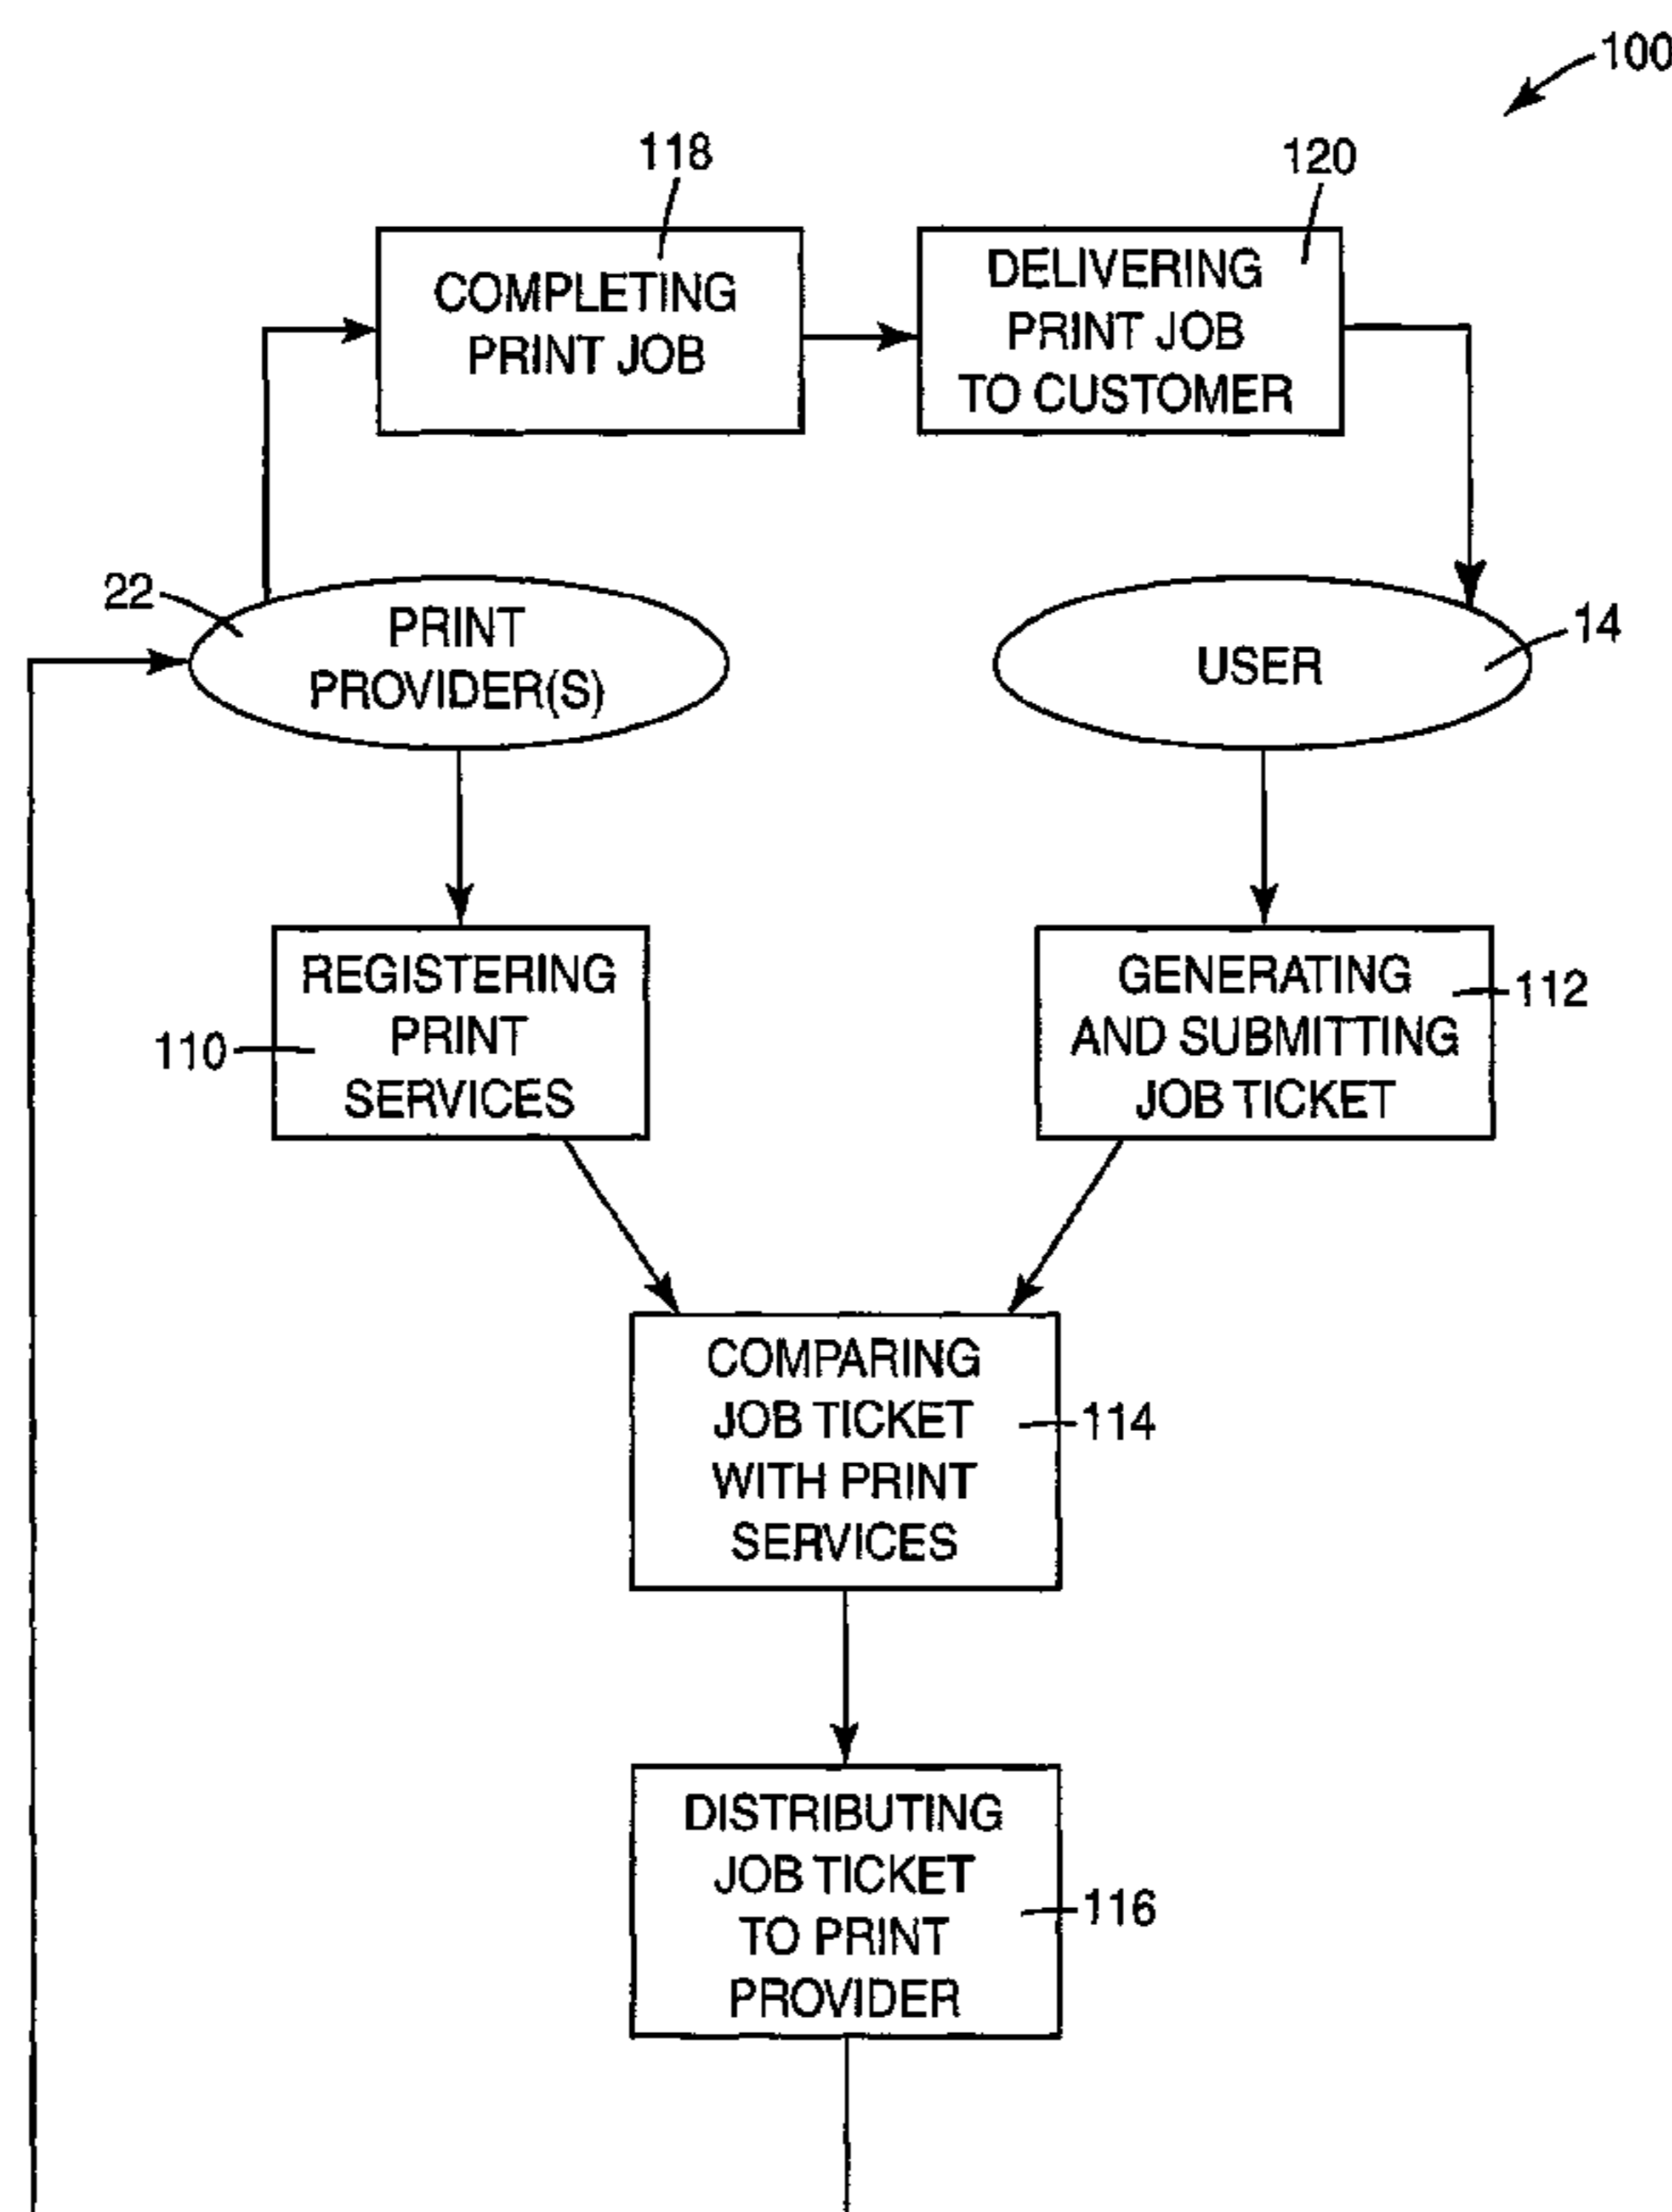 100
118
120
COMPLETING
PRINT JOB
DELIVERING
PRINT JOB
TO CUSTOMER
22
PRINT
PROVIDER(S)
USER
14
REGISTERING
PRINT
SERVICES
110
GENERATING
AND SUBMITTING
JOB TICKET
112
COMPARING
JOB TICKET
WITH PRINT
SERVICES
114
DISTRIBUTING
JOB TICKET
TO PRINT
PROVIDER
116